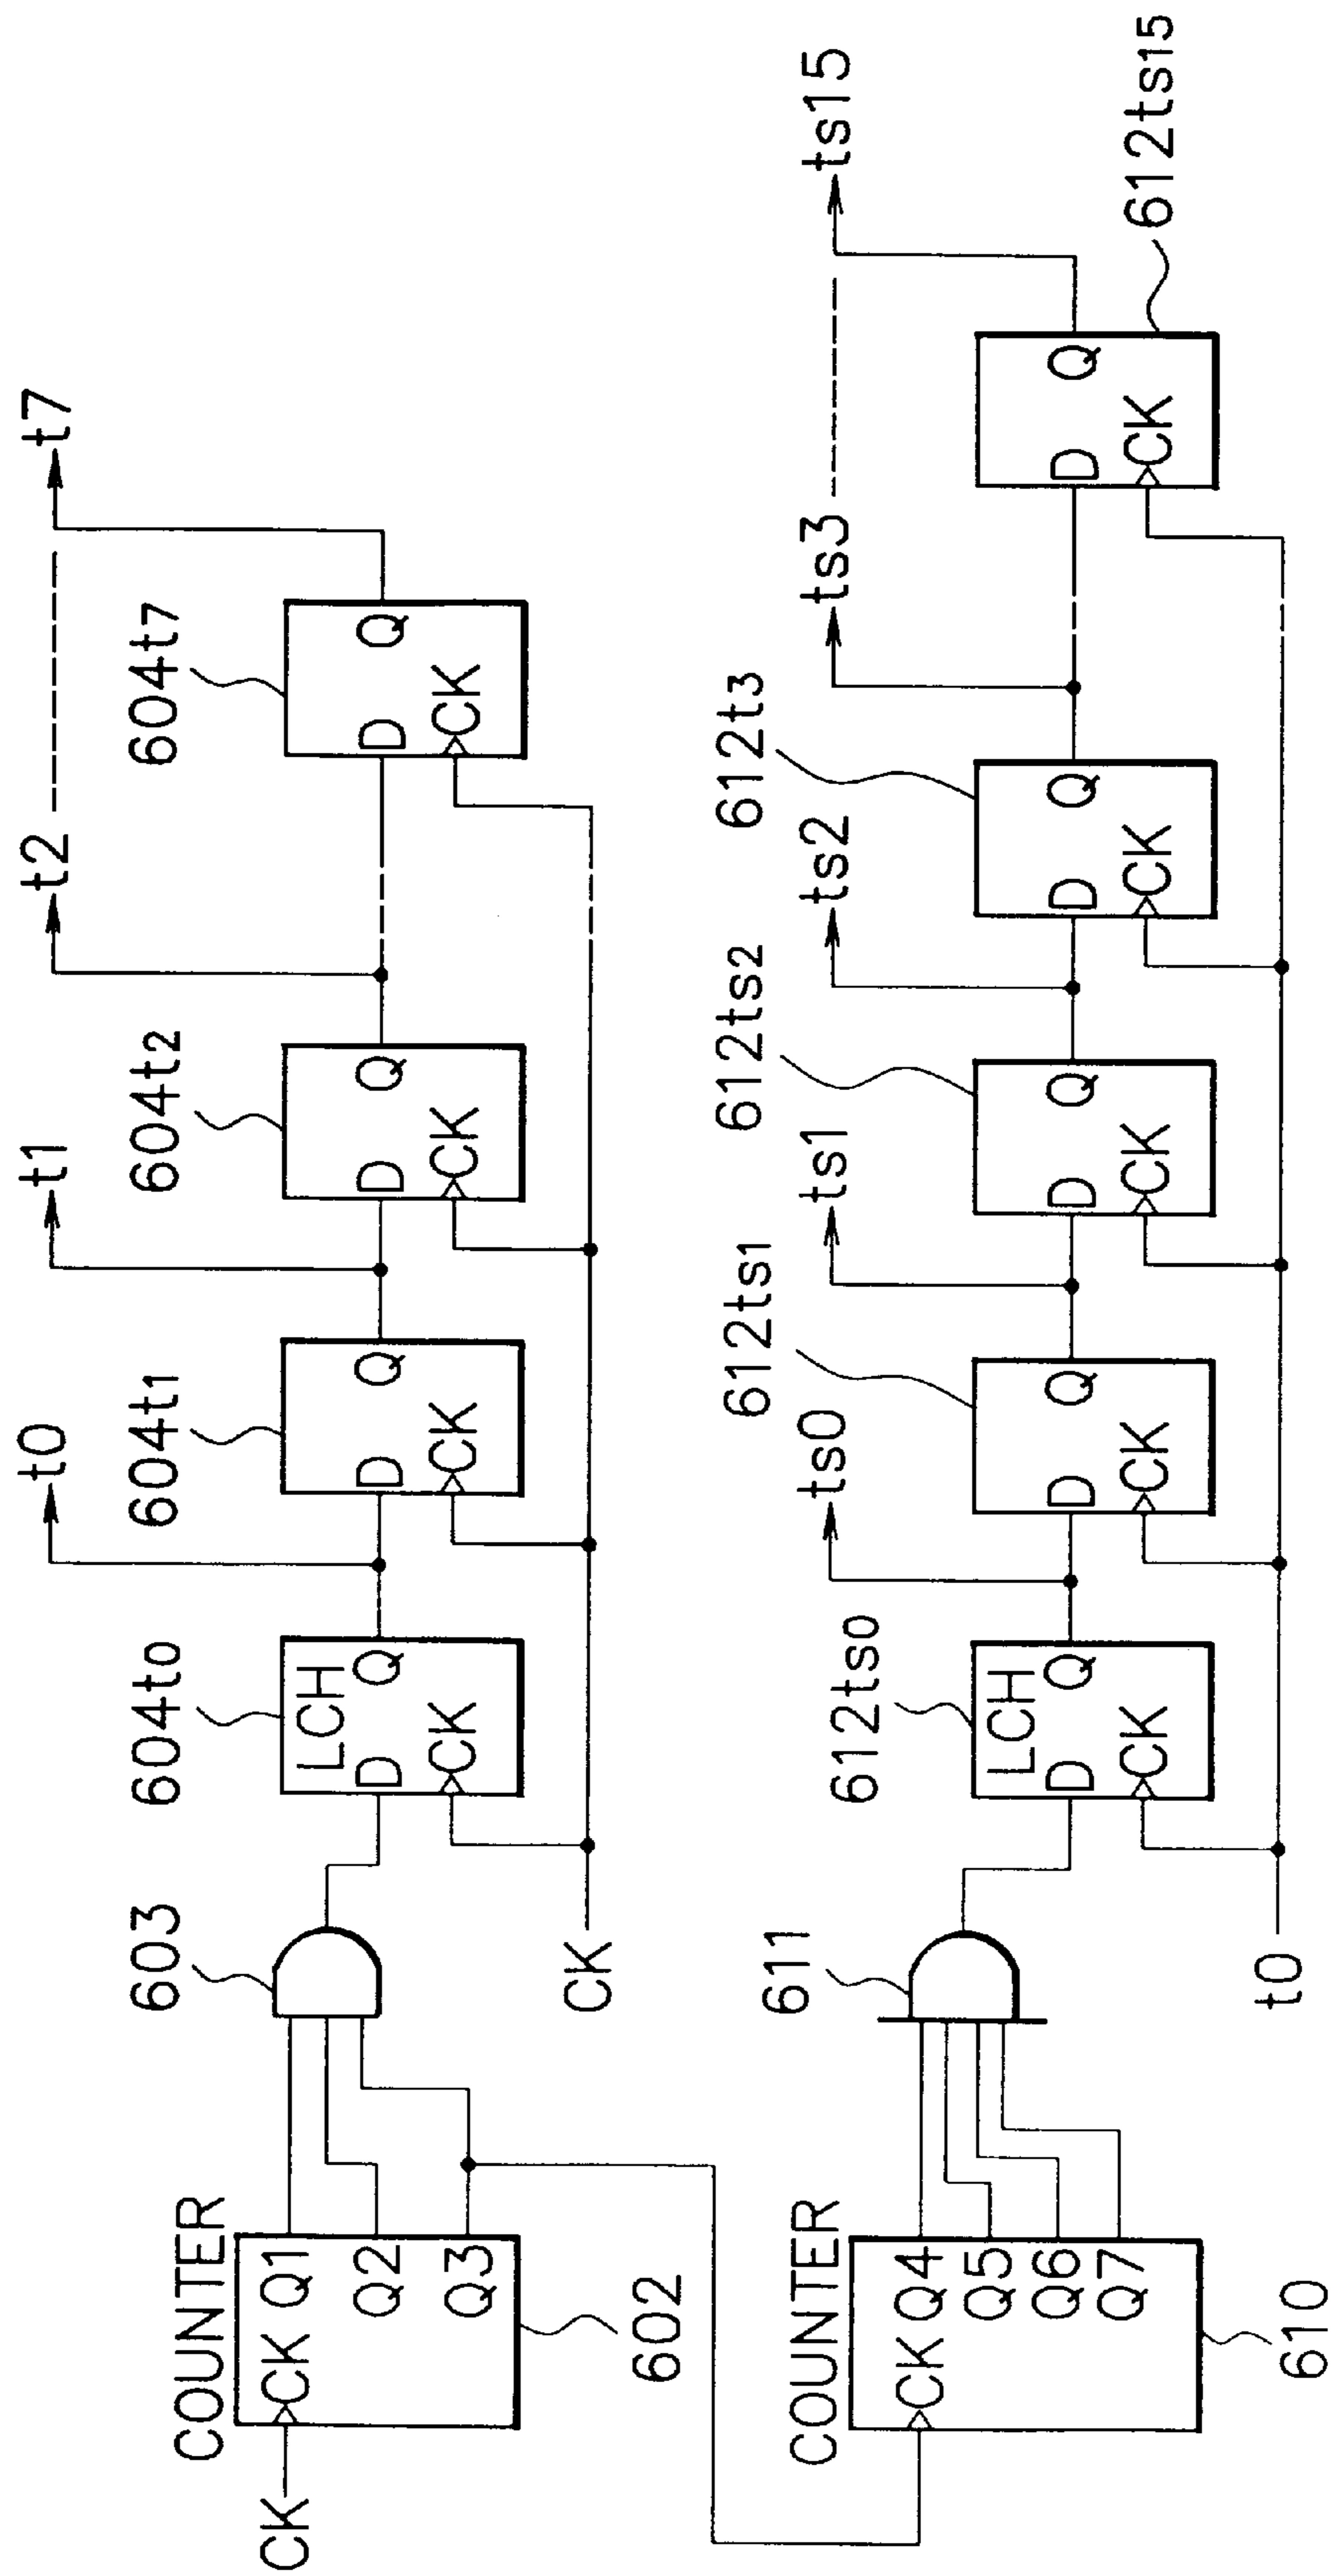 t0
t1
t2
t7
604t0
604t1
604t2
604t7
603
COUNTER
CK
CK
Q1
Q2
Q3
602
LCH
D
Q
CK
D
Q
CK
D
Q
CK
D
Q
CK
CK
ts0
ts1
ts2
ts3
ts15
612ts0
612ts1
612ts2
612t3
612ts15
611
COUNTER
CK
Q4
Q5
Q6
Q7
610
LCH
D
Q
CK
D
Q
CK
D
Q
CK
D
Q
CK
D
Q
CK
t0